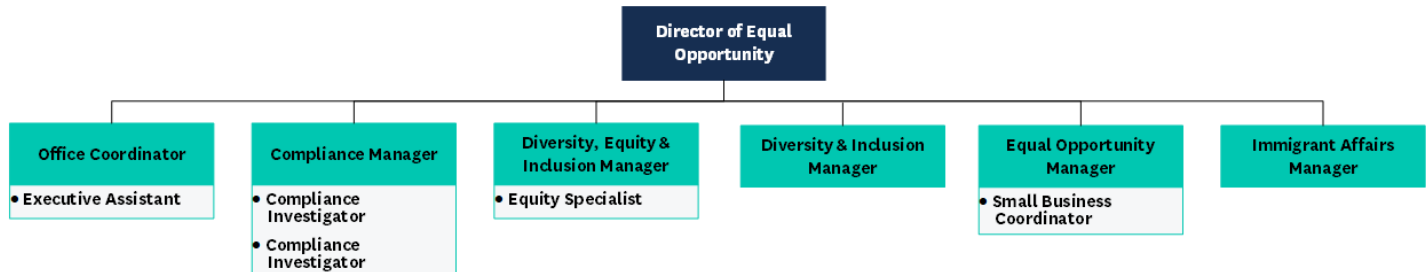 Director of Equal
Opportunity
Office Coordinator
• Executive Assistant
Compliance Manager
• Compliance
Investigator
• Compliance
Investigator
Diversity, Equity &
Inclusion Manager
• Equity Specialist
Diversity & Inclusion
Manager
Equal Opportunity
Manager
• Small Business
Coordinator
Immigrant Affairs
Manager